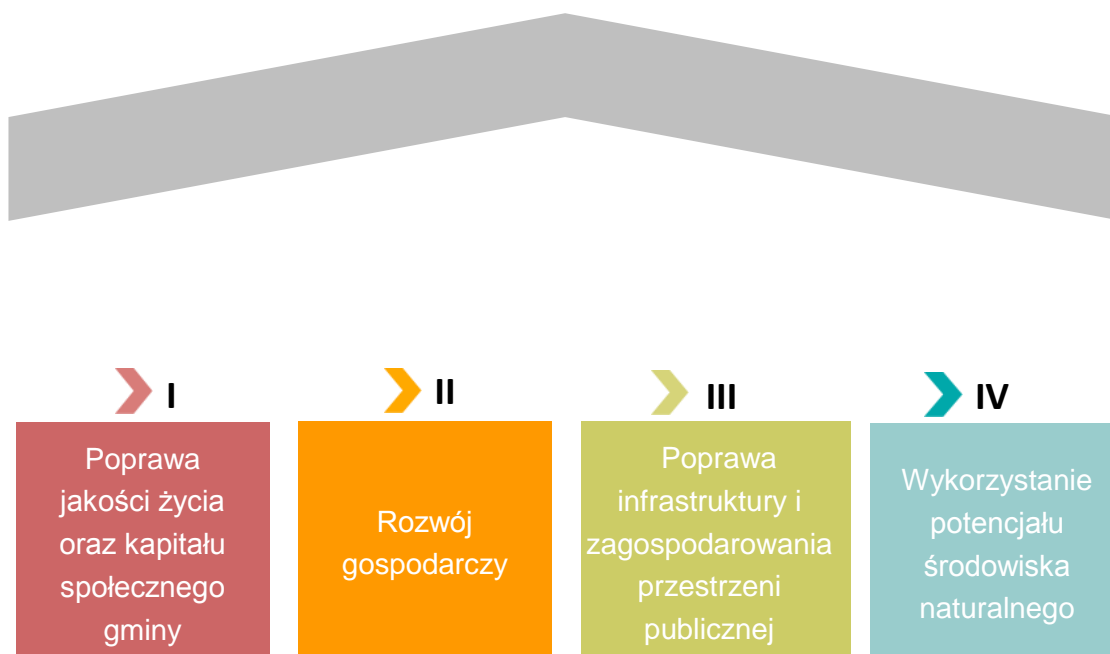 I
Poprawa
jakości życia
oraz kapitału
społecznego
gminy
II
Rozwój
gospodarczy
III
Poprawa
infrastruktury i
zagospodarowania
przestrzeni
publicznej
IV
Wykorzystanie
potencjału
środowiska
naturalnego